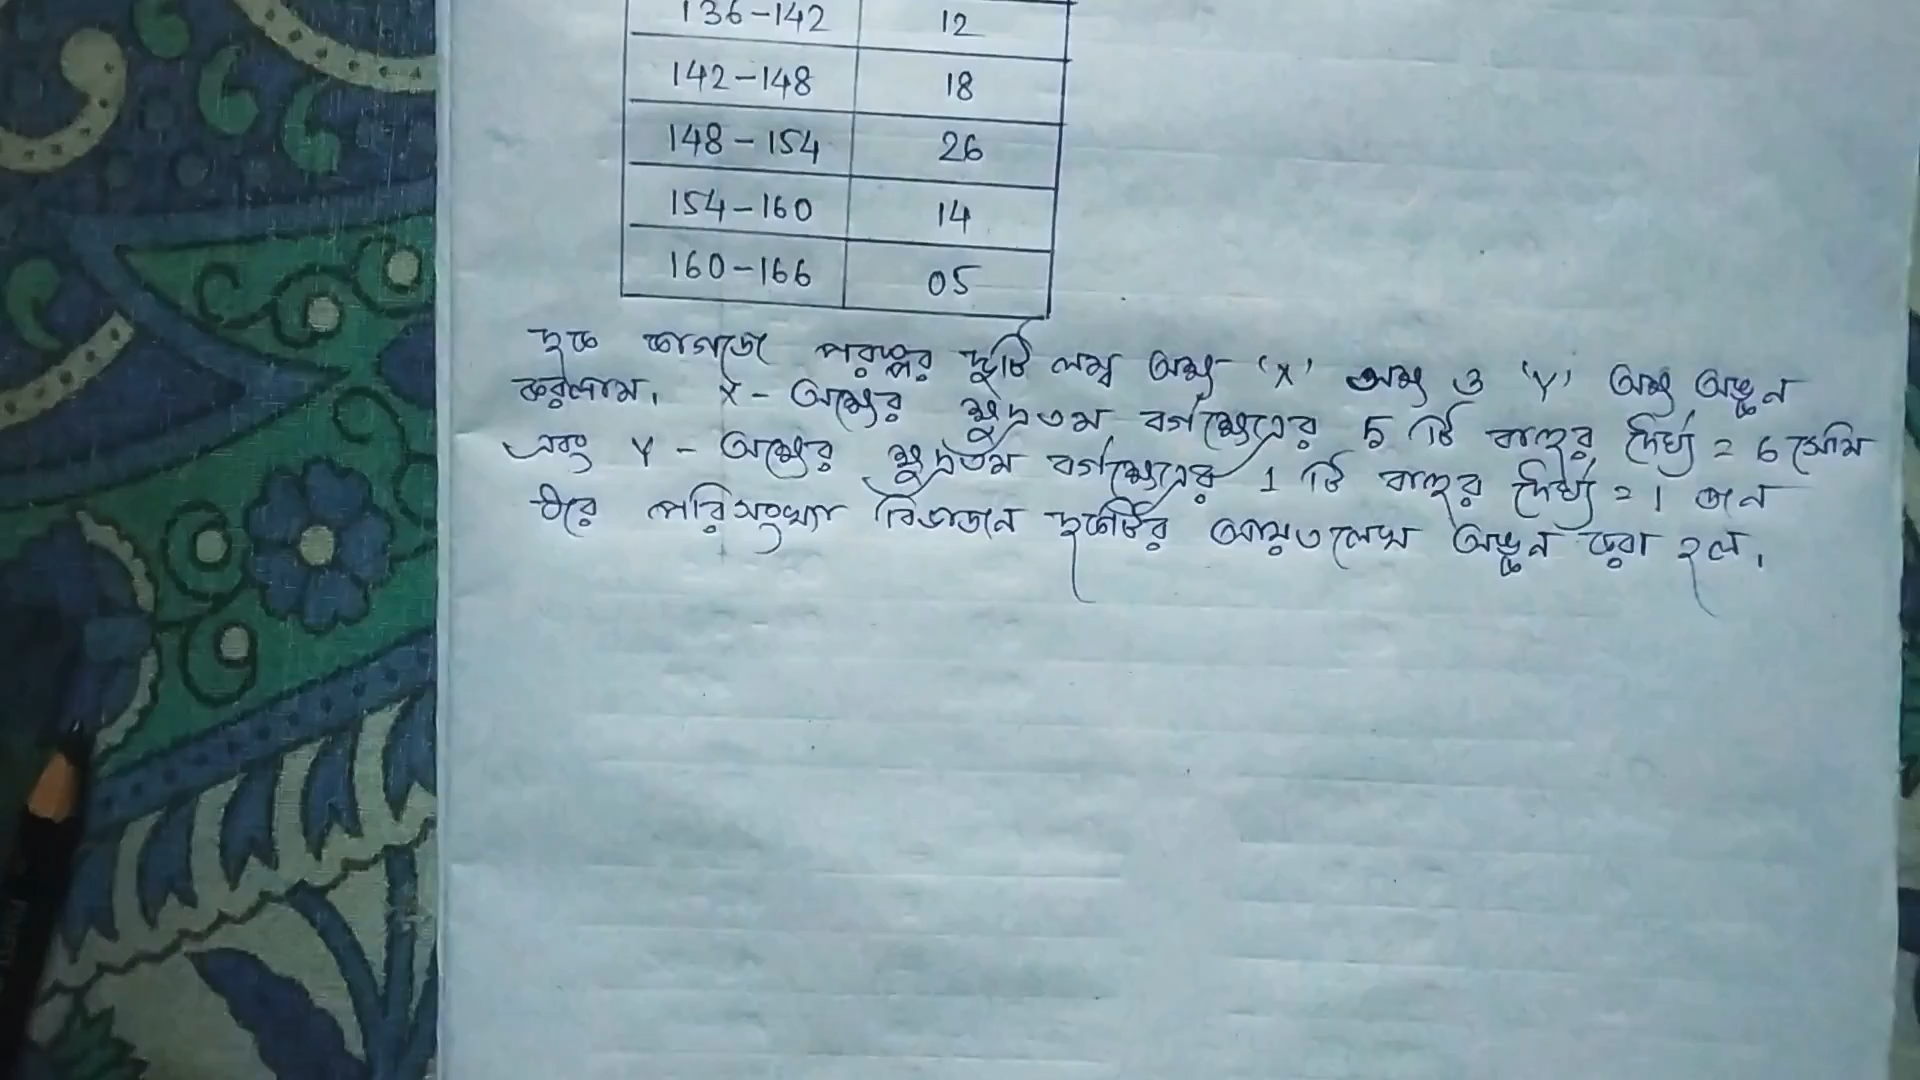 136-142 12
142-148 18
148-154 26
154-160 14
160-166 05
ছক কাগজে পরস্পর দুটি লম্ব অক্ষ 'X' অক্ষ ও 'Y' অক্ষ অঙ্কন
করলাম। X - অক্ষের ক্ষুদ্রতম বর্গক্ষেত্রের 5 টি বাহুর দৈর্ঘ্য = 6 সেমি
এবং Y - অক্ষের ক্ষুদ্রতম বর্গক্ষেত্রের 1 টি বাহুর দৈর্ঘ্য = 1 জন
ধরে পরিসংখ্যা বিভাজন ছকটির আয়তলেখ অঙ্কন করা হল।